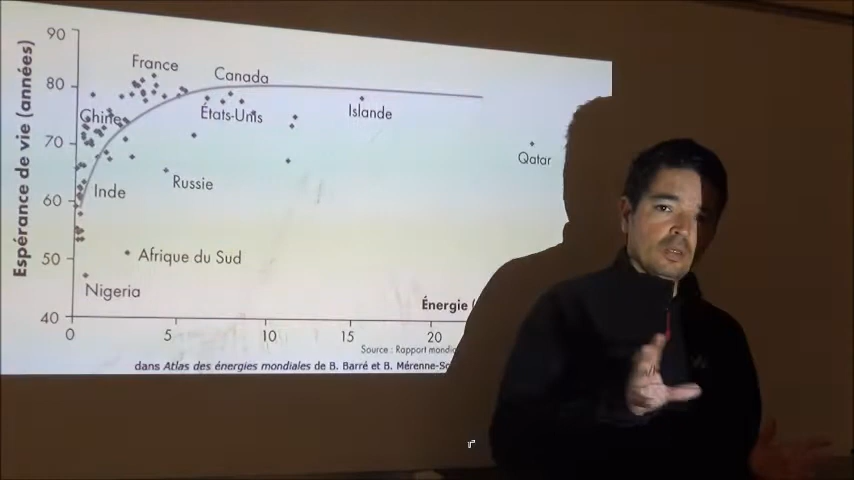 90
France
Canada
80
Chine
États-Unis
Islande
70
Qatar
Inde
Russie
60
Espérance de vie (années)
50
Afrique du Sud
Nigeria
Énergie (
40
0
5
10
15
20
Source : Rapport mondi
dans Atlas des énergies mondiales de B. Barré et B. Mérenne-Sc